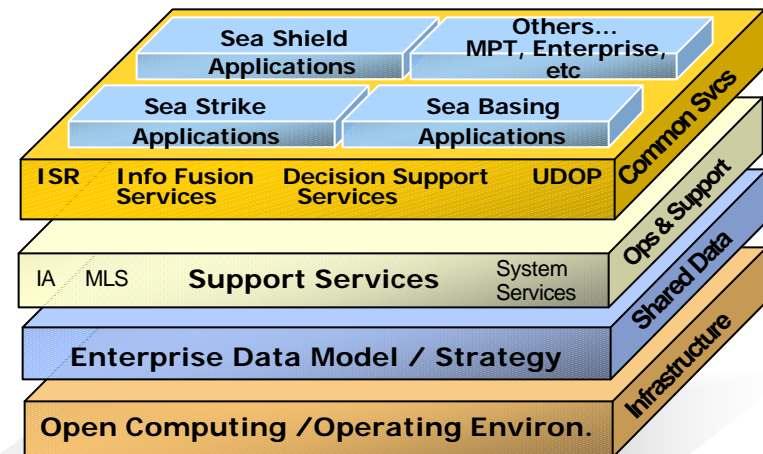 Sea Shield
Applications
Others...
MPT, Enterprise,
etc
Sea Strike
Applications
Sea Basing
Applications
ISR
Info Fusion
Services
Decision Support
Services
UDOP
Common Svcs
IA
MLS
Support Services
System
Services
Ops & Support
Enterprise Data Model / Strategy
Shared Data
Open Computing /Operating Environ.
Infrastructure